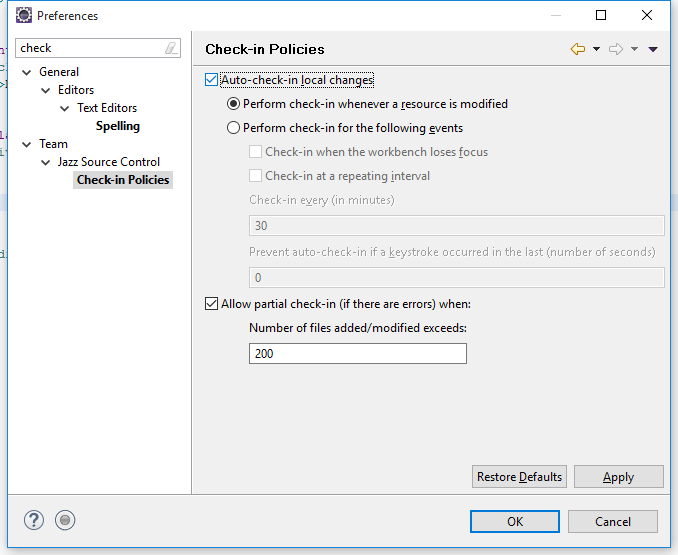 Preferences
check
Check-in Policies
General
Editors
Text Editors
Spelling
Team
Jazz Source Control
Check-in Policies
Auto-check-in local changes
Perform check-in whenever a resource is modified
Perform check-in for the following events
Check-in when the workbench loses focus
Check-in at a repeating interval
Check-in every (in minutes)
30
Prevent auto-check-in if a keystroke occurred in the last (number of seconds)
0
Allow partial check-in (if there are errors) when:
Number of files added/modified exceeds:
200
Restore Defaults
Apply
?
OK
Cancel